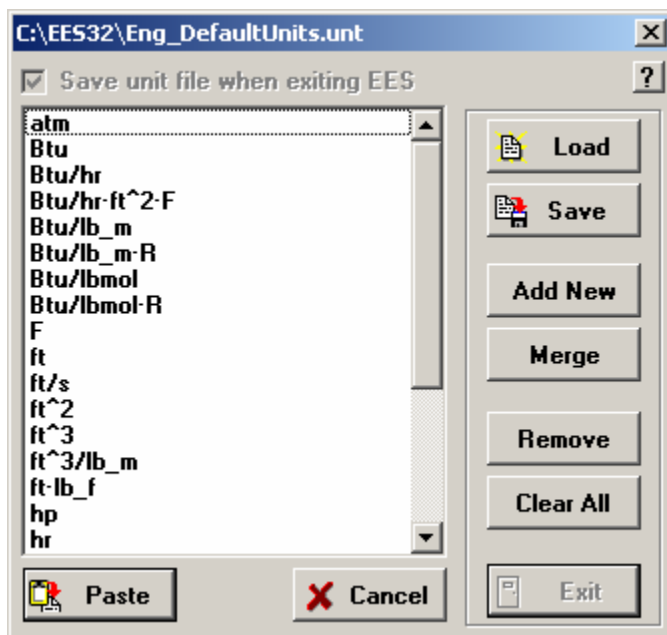 C:\EES32\Eng_DefaultUnits.unt
Save unit file when exiting EES
?
atm
Btu
Btu/hr
Btu/hr-ft^2-F
Btu/lb_m
Btu/lb_m-R
Btu/lbmol
Btu/lbmol-R
F
ft
ft/s
ft^2
ft^3
ft^3/lb_m
ft-lb_f
hp
hr
Load
Save
Add New
Merge
Remove
Clear All
Paste
Cancel
Exit